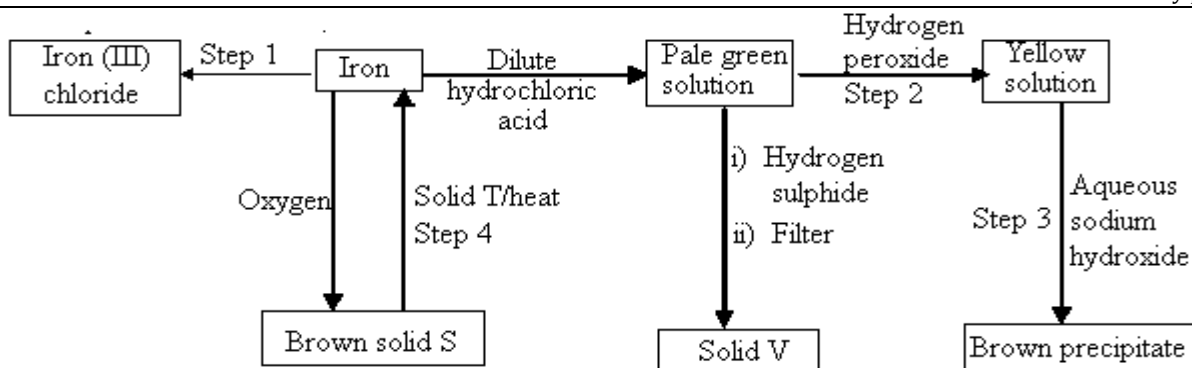 Iron (III)
chloride
Step 1
Iron
Dilute
hydrochloric
acid
Pale green
solution
Hydrogen
peroxide
Step 2
Yellow
solution
Oxygen
Solid T/heat
Step 4
i) Hydrogen
sulphide
ii) Filter
Step 3
Aqueous
sodium
hydroxide
Brown solid S
Solid V
Brown precipitate